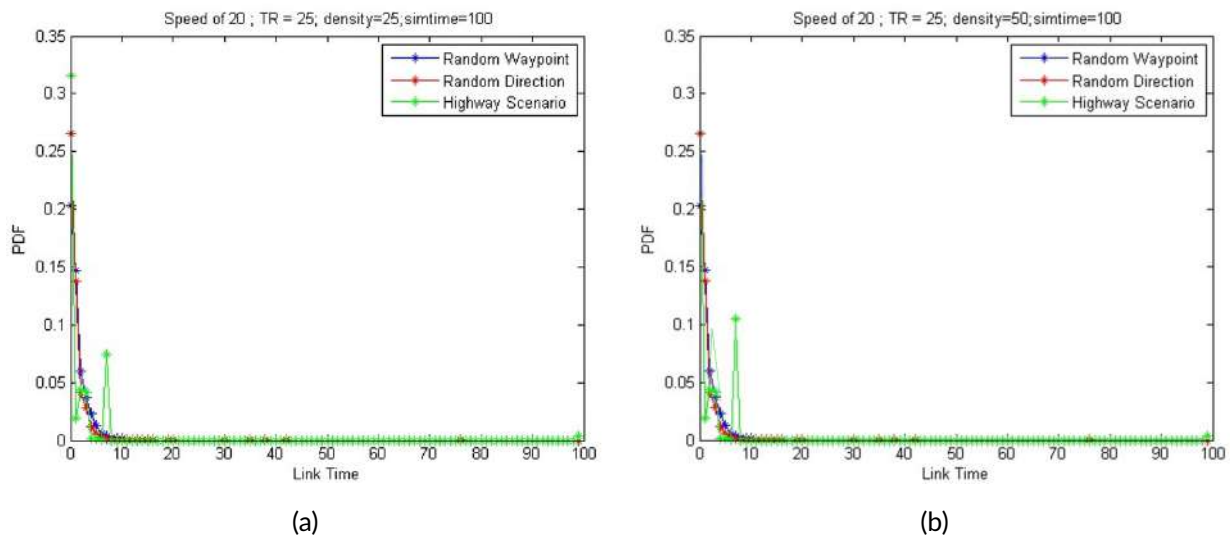 Speed of 20 ; TR = 25; density=25;simtime=100
0.35
0.3
0.25
0.2
0.15
0.1
0.05
0
PDF
Random Waypoint
Random Direction
Highway Scenario
0 10 20 30 40 50 60 70 80 90 100
Link Time
(a)
Speed of 20 ; TR = 25; density=50;simtime=100
0.35
0.3
0.25
0.2
0.15
0.1
0.05
0
PDF
Random Waypoint
Random Direction
Highway Scenario
0 10 20 30 40 50 60 70 80 90 100
Link Time
(b)